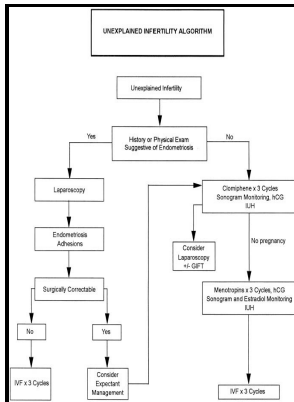 UNEXPLAINED INFERTILITY ALGORITHM
Unexplained Infertility
Yes
History or Physical Exam
Suggestive of Endometriosis
No
Laparoscopy
Clomiphene x 3 Cycles
Sonogram Monitoring, hCG
IUH
Endometriosis
Adhesions
Consider
Laparoscopy
+/- GIFT
No pregnancy
Surgically Correctable
Menotropins x 3 Cycles, hCG
Sonogram and Estradiol Monitoring
IUH
No
Yes
IVF x 3 Cycles
Consider
Expectant
Management
IVF x 3 Cycles